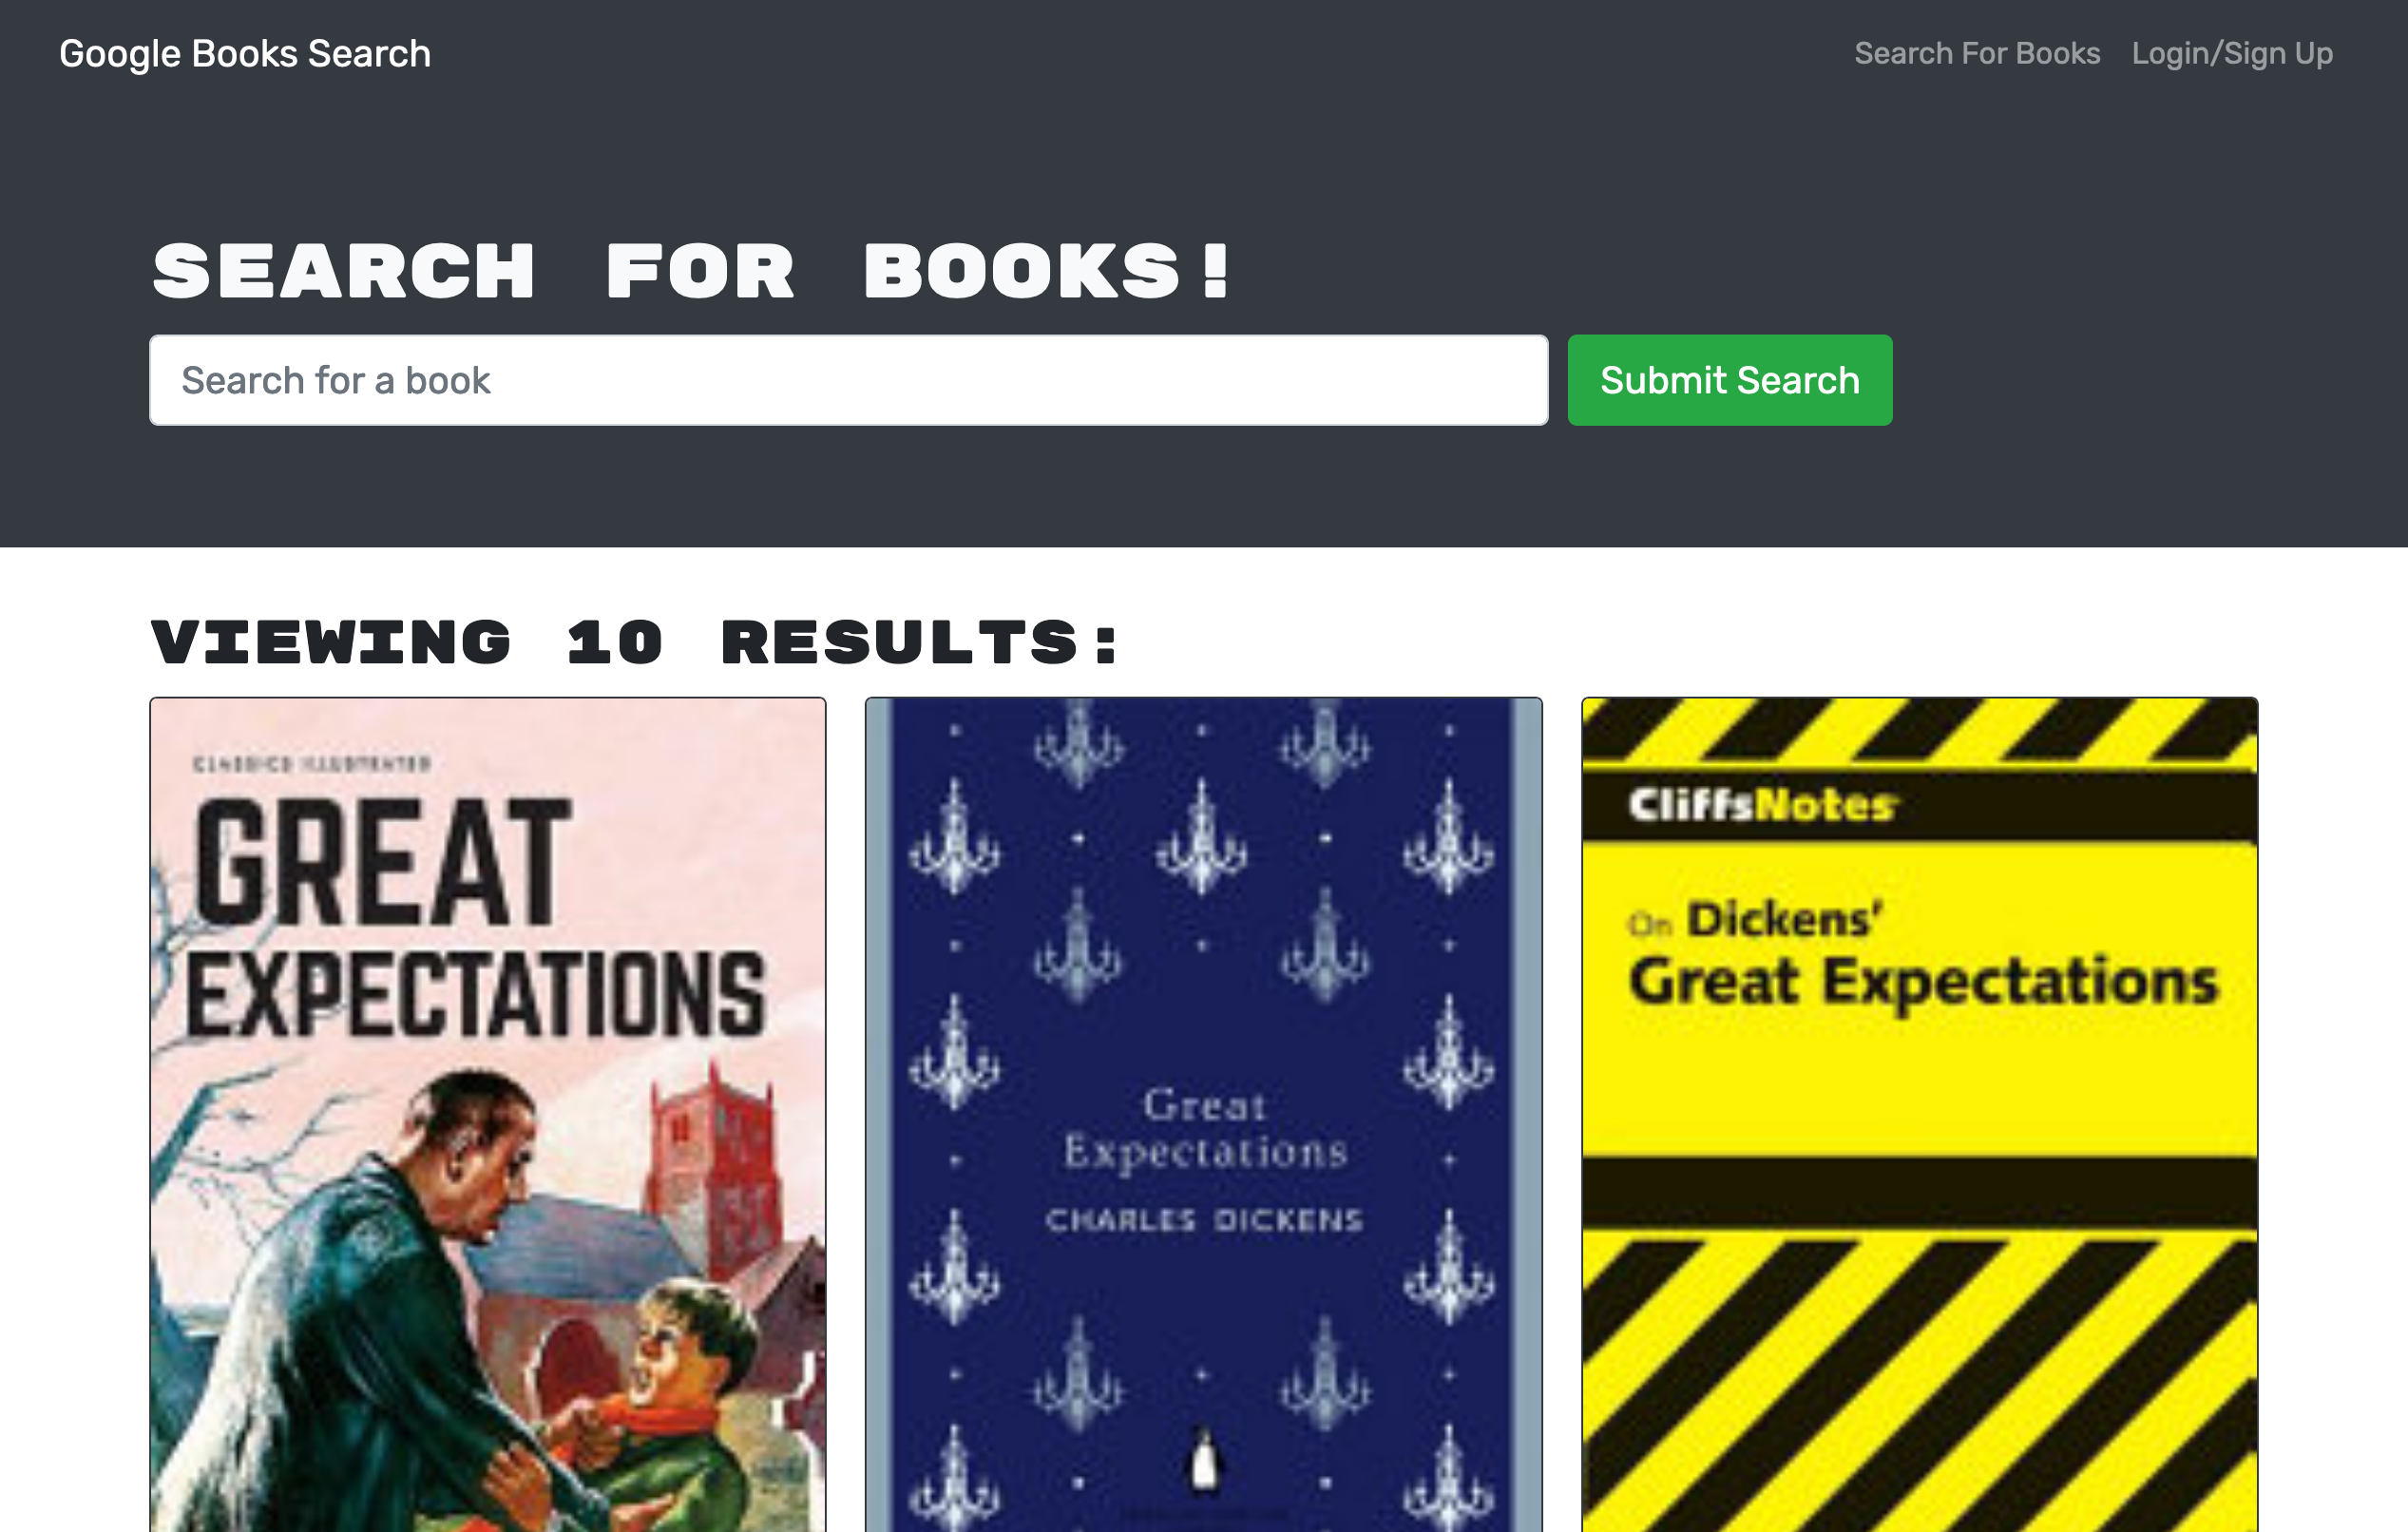 Google Books Search
Search For Books
Login/Sign Up
SEARCH FOR BOOKS!
Search for a book
Submit Search
VIEWING 10 RESULTS:
CLASSICS ILLUSTRATED
GREAT
EXPECTATIONS
Great
Expectations
CHARLES DICKENS
CliffsNotes
On Dickens'
Great Expectations